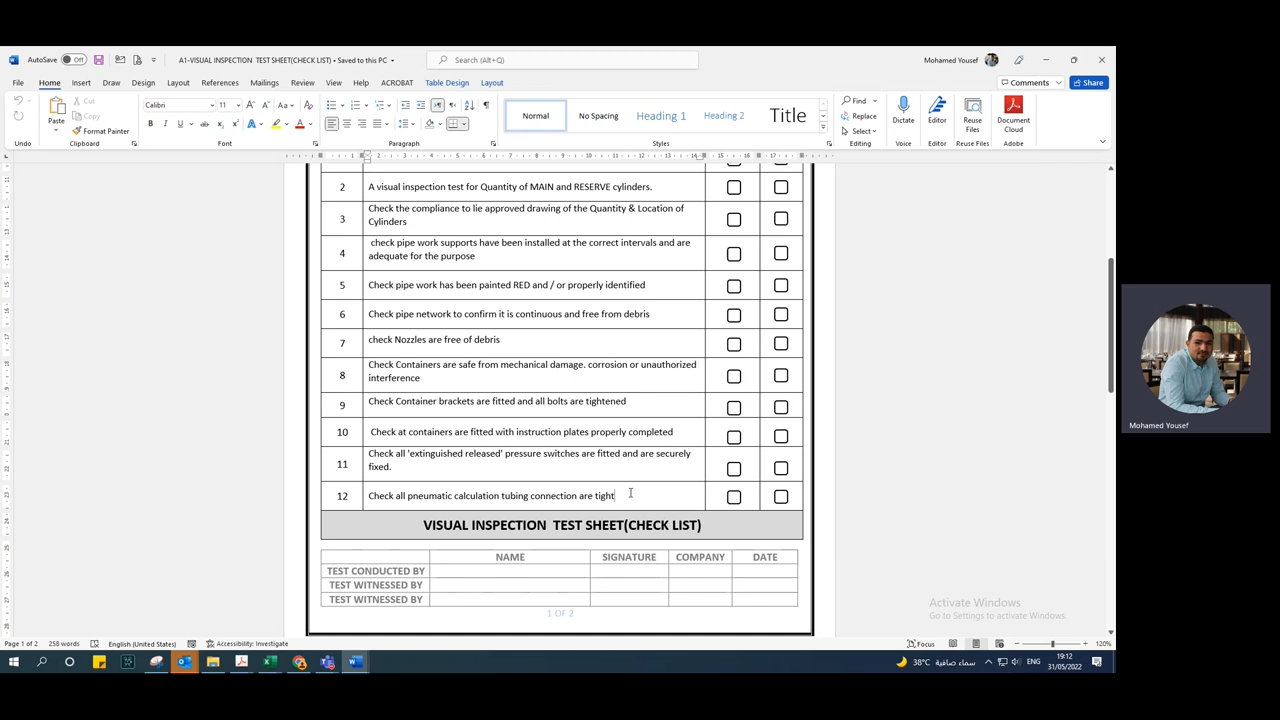 AutoSave Off
A1-VISUAL INSPECTION TEST SHEET(CHECK LIST) • Saved to this PC
Search (Alt+Q)
Mohamed Yousef
File Home Insert Draw Design Layout References Mailings Review View Help ACROBAT Table Design Layout
Comments Share
Paste
Cut
Copy
Format Painter
Calibri 11
Normal
No Spacing
Heading 1
Heading 2
Title
Find
Replace
Select
Dictate
Editor
Reuse Files
Document Cloud
Undo Clipboard Font Paragraph Styles Editing Voice Editor Reuse Files Adobe
2 A visual inspection test for Quantity of MAIN and RESERVE cylinders.
3 Check the compliance to lie approved drawing of the Quantity & Location of
Cylinders
4 check pipe work supports have been installed at the correct intervals and are
adequate for the purpose
5 Check pipe work has been painted RED and / or properly identified
6 Check pipe network to confirm it is continuous and free from debris
7 check Nozzles are free of debris
8 Check Containers are safe from mechanical damage. corrosion or unauthorized
interference
9 Check Container brackets are fitted and all bolts are tightened
10 Check at containers are fitted with instruction plates properly completed
11 Check all 'extinguished released' pressure switches are fitted and are securely
fixed.
12 Check all pneumatic calculation tubing connection are tight
VISUAL INSPECTION TEST SHEET(CHECK LIST)
NAME SIGNATURE COMPANY DATE
TEST CONDUCTED BY
TEST WITNESSED BY
TEST WITNESSED BY
1 OF 2
Mohamed Yousef
Activate Windows
Go to Settings to activate Windows.
Page 1 of 2 258 words English (United States) Accessibility: Investigate
Focus 120%
38°C سماء صافية ENG
19:12
31/05/2022